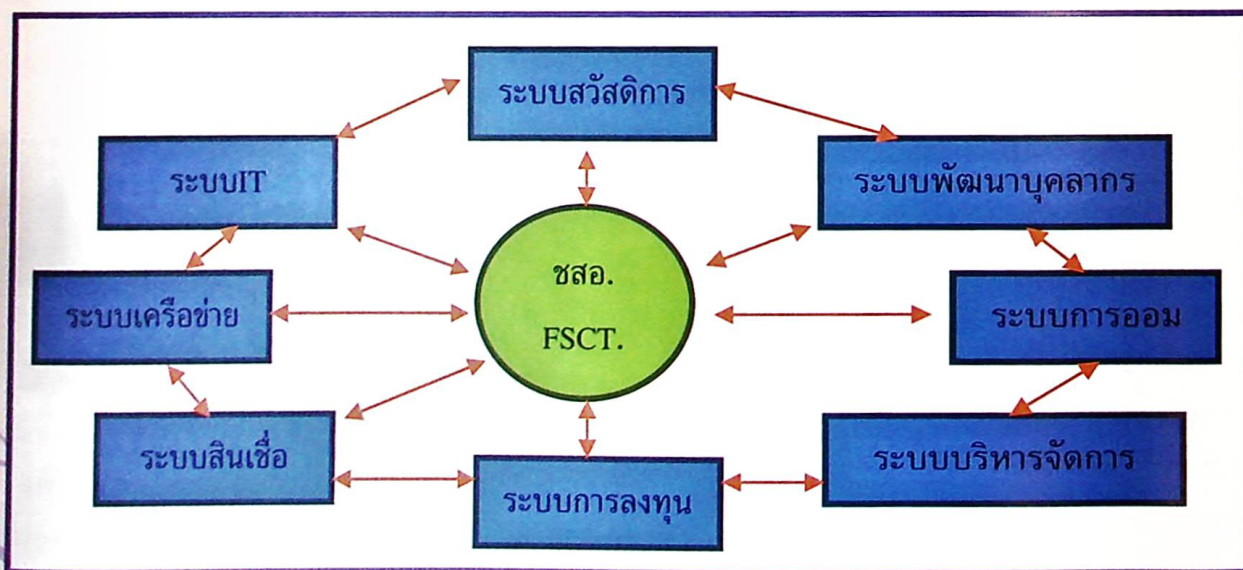 ระบบสวัสดิการ
ระบบIT
ระบบพัฒนาบุคลากร
ชสอ.
FSCT.
ระบบเครือข่าย
ระบบการออม
ระบบสินเชื่อ
ระบบบริหารจัดการ
ระบบการลงทุน